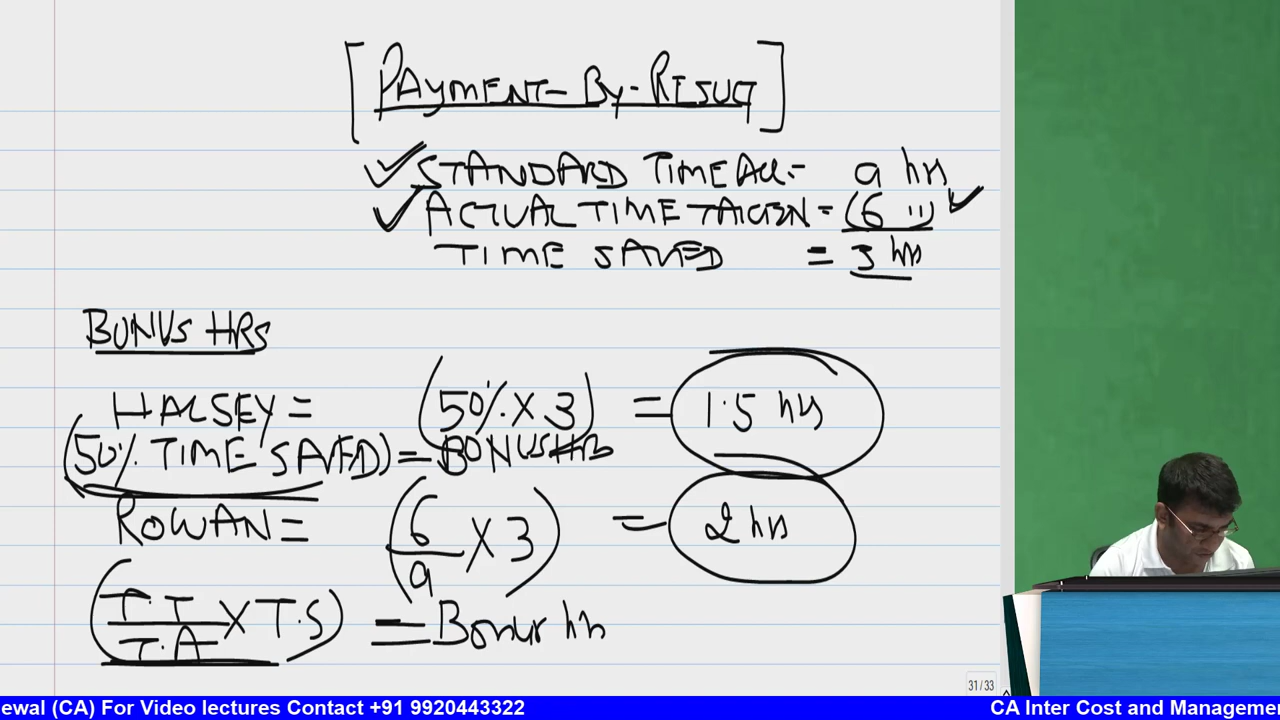 [PAYMENT-By-RESULT]
STANDARD TIME ALL- 9 hrs
ACTUAL TIME TAKEN = (6 11)
TIME SAVED = 3 hrs
BONUS HRS
HALSEY = (50% X 3) = 1.5 hrs
(50% TIME SAVED) = BONUS HRS
ROWAN = (6/9 X 3) = 2 hrs
(T.T/T.A X T.S) = Bonus hrs
31 / 33
ewal (CA) For Video lectures Contact +91 9920443322 CA Inter Cost and Manageme